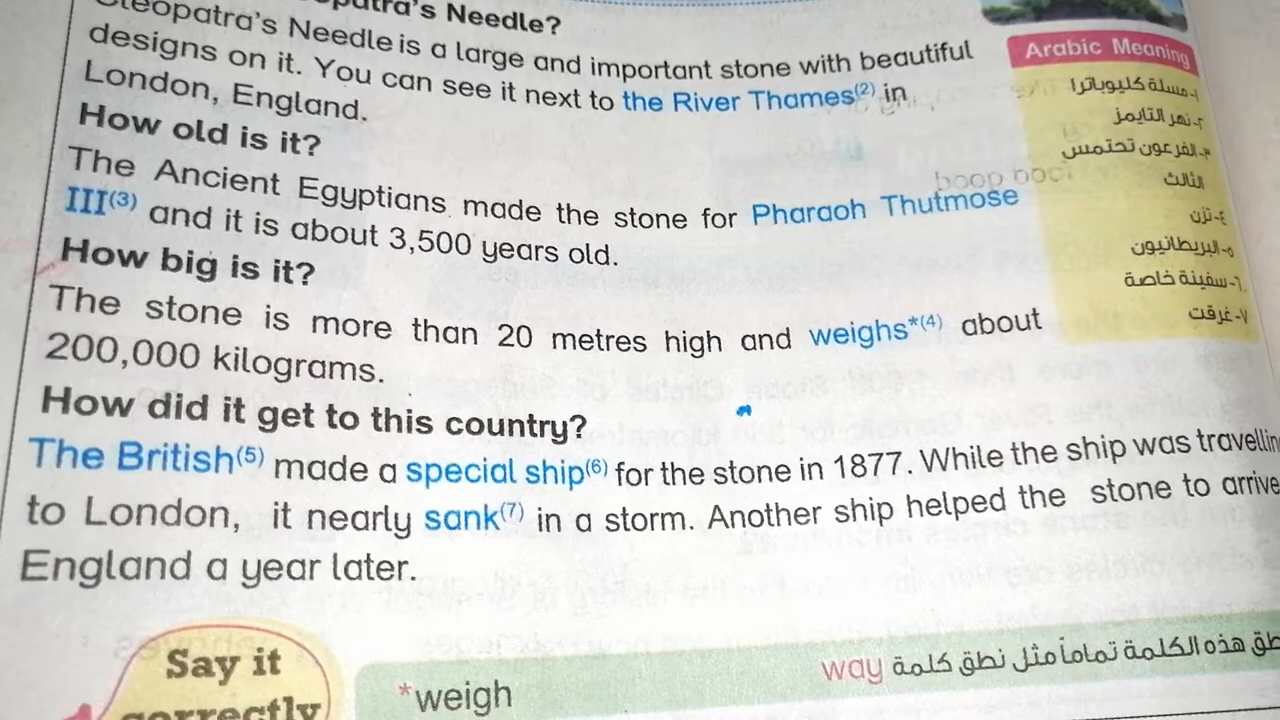 Cleopatra's Needle?
Cleopatra's Needle is a large and important stone with beautiful
designs on it. You can see it next to the River Thames(2) in
London, England.
How old is it?
The Ancient Egyptians made the stone for Pharaoh Thutmose
III(3) and it is about 3,500 years old.
How big is it?
The stone is more than 20 metres high and weighs*(4) about
200,000 kilograms.
How did it get to this country?
The British(5) made a special ship(6) for the stone in 1877. While the ship was travellin
to London, it nearly sank(7) in a storm. Another ship helped the stone to arrive
England a year later.
Arabic Meaning
١-مسلة كليوباترا
٢-نهر التايمز
٣-الفرعون تحتمس
الثالث
٤-تزن
٥-البريطانيون
٦-سفينة خاصة
٧-غرقت
Say it
correctly
*weigh
هذه الكلمة تماماً مثل نطق كلمة way